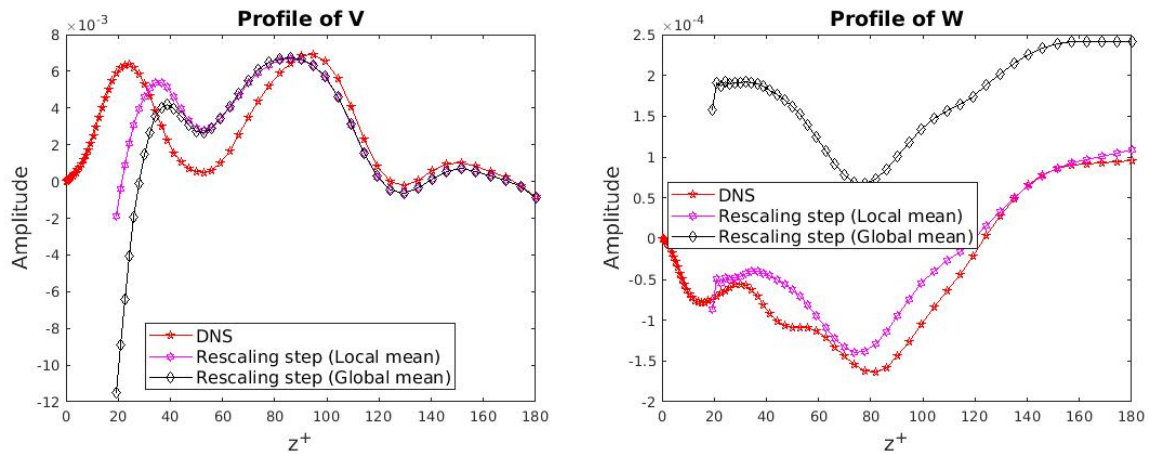 Profile of V
×10⁻³
8
6
4
2
0
-2
-4
-6
-8
-10
-12
Amplitude
DNS
Rescaling step (Local mean)
Rescaling step (Global mean)
0 20 40 60 80 100 120 140 160 180
z⁺
Profile of W
×10⁻⁴
2.5
2
1.5
1
0.5
0
-0.5
-1
-1.5
-2
Amplitude
DNS
Rescaling step (Local mean)
Rescaling step (Global mean)
0 20 40 60 80 100 120 140 160 180
z⁺